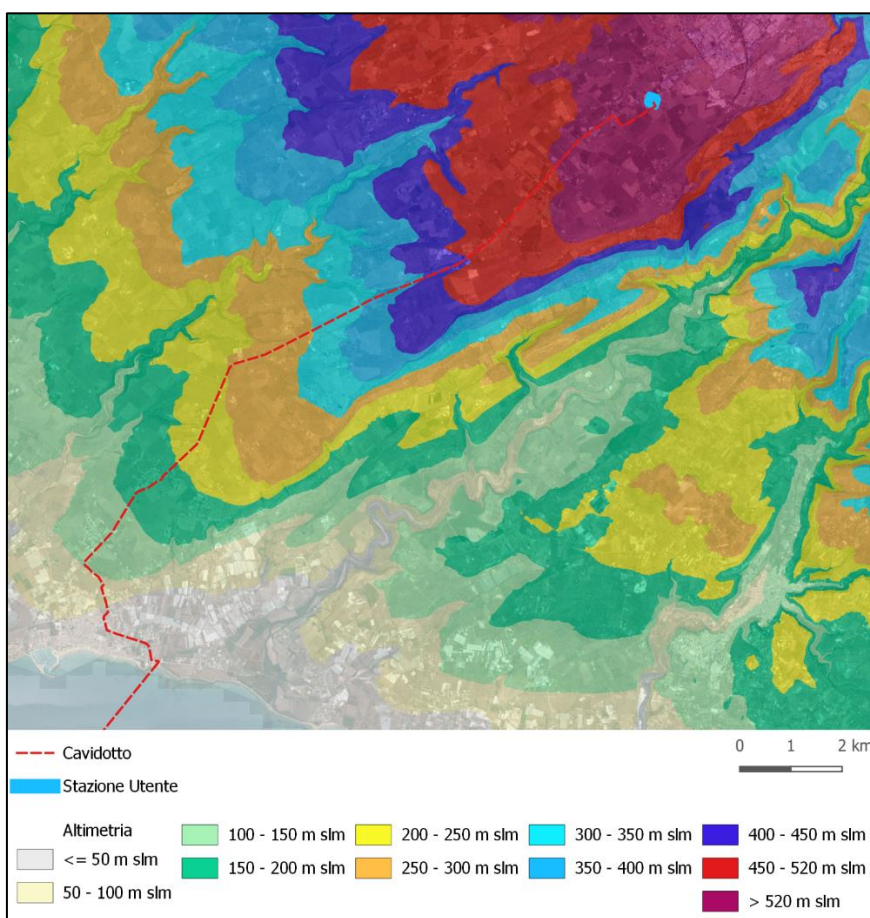 Cavidotto
0 1 2 km
Stazione Utente
Altimetria
<= 50 m slm
50 - 100 m slm
100 - 150 m slm
150 - 200 m slm
200 - 250 m slm
250 - 300 m slm
300 - 350 m slm
350 - 400 m slm
400 - 450 m slm
450 - 520 m slm
> 520 m slm